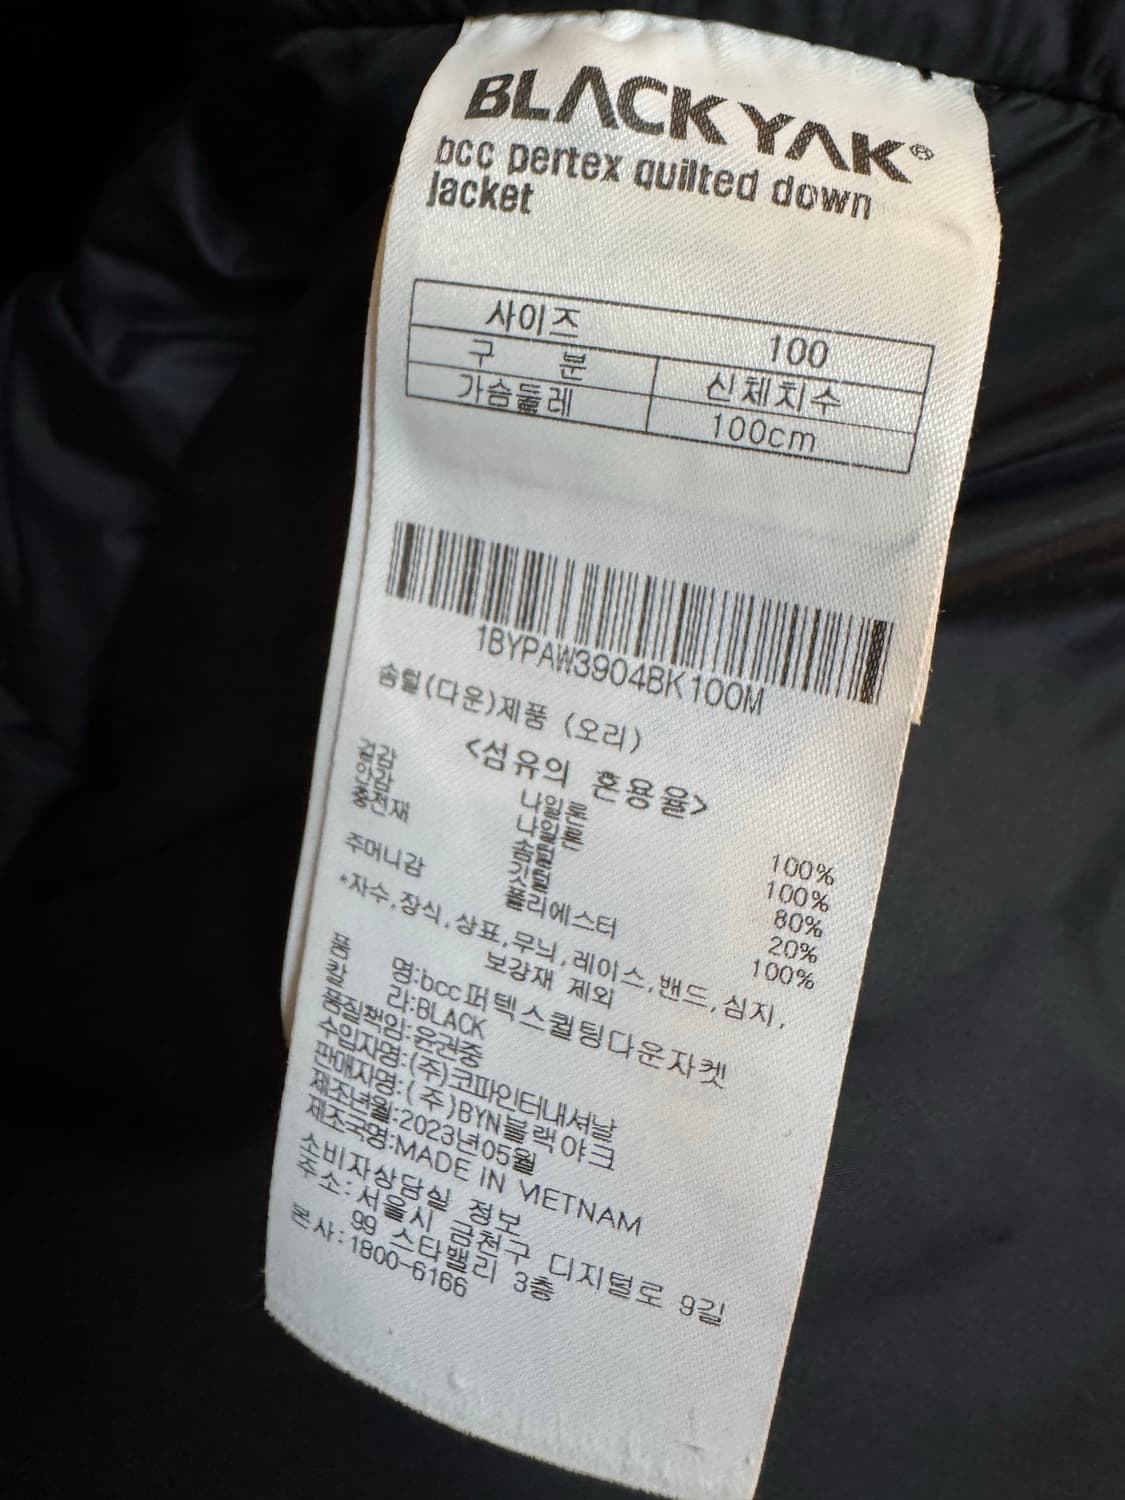 BLACKYAK®
bcc pertex quilted down
jacket
사이즈 100
구 분 신체치수
가슴둘레 100cm
1BYPAW3904BK100M
솜털(다운)제품 (오리)
<섬유의 혼용율>
겉감 나일론 100%
안감 나일론 100%
충전재 솜털 80%
깃털 20%
주머니감 폴리에스터 100%
*자수,장식,상표,무늬,레이스,밴드,심지,
보강재 제외
품 명:bcc퍼텍스퀼팅다운자켓
칼 라:BLACK
품질책임:윤권중
수입자명:(주)코파인터내셔날
판매자명:(주)BYN블랙야크
제조년월:2023년05월
제조국명:MADE IN VIETNAM
소비자상담실 정보
주소:서울시 금천구 디지털로 9길
99 스타밸리 3층
본사:1800-6166